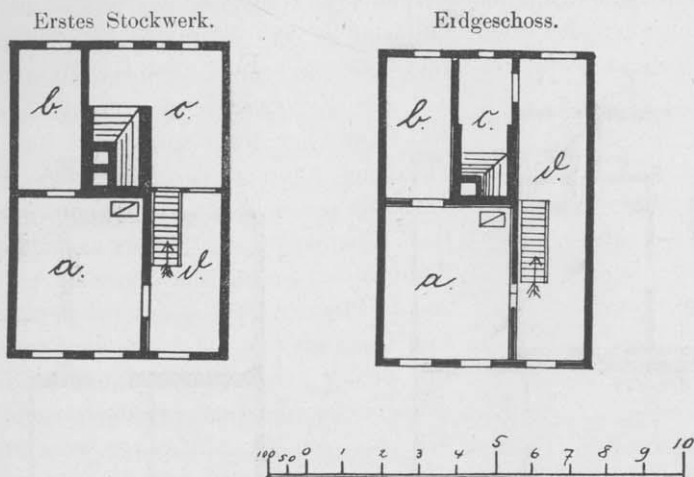 Erstes Stockwerk.
Erdgeschoss.
b.
c.
a.
d.
b.
c.
d.
a.
100 50 0 1 2 3 4 5 6 7 8 9 10